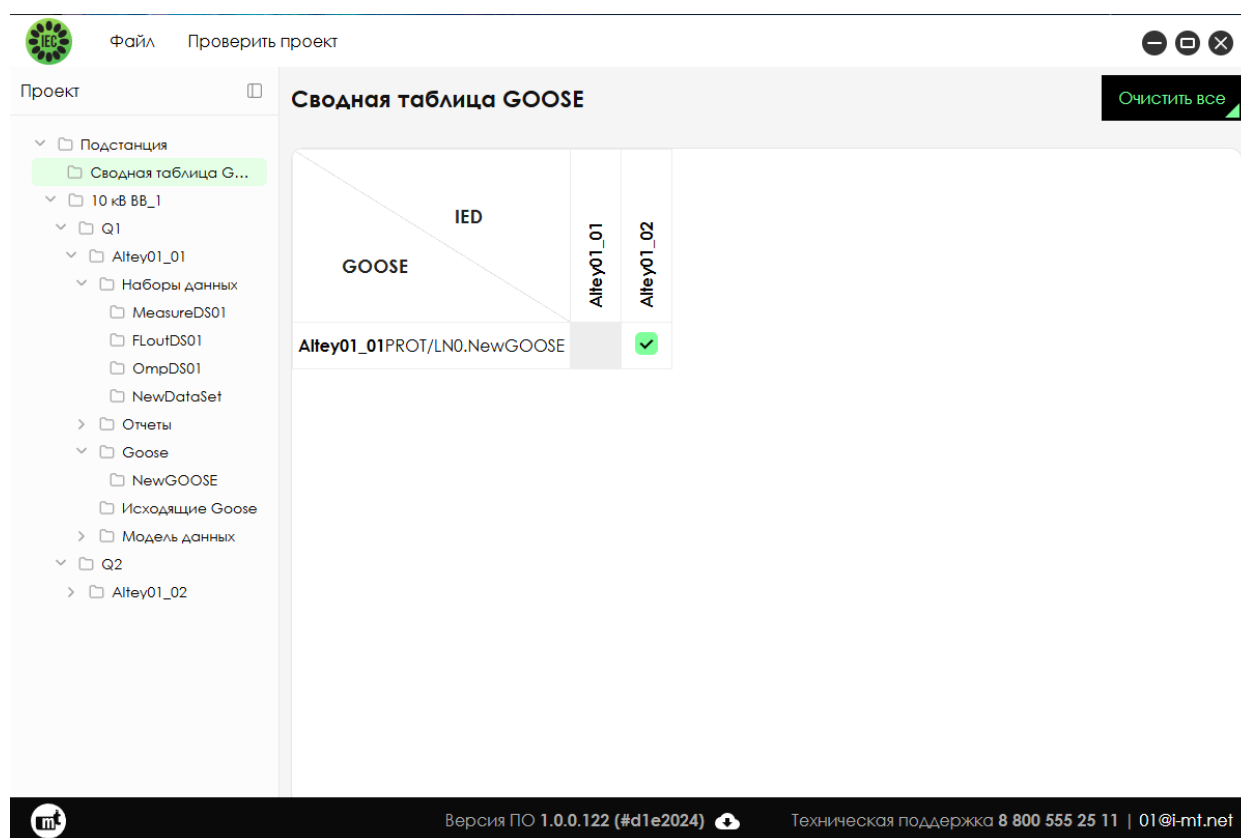 IEC
Файл Проверить проект
Проект
Сводная таблица GOOSE
Очистить все
Подстанция
Сводная таблица G...
10 кВ ВВ_1
Q1
Altey01_01
Наборы данных
MeasureDS01
FLoutDS01
OmpDS01
NewDataSet
Отчеты
Goose
NewGOOSE
Исходящие Goose
Модель данных
Q2
Altey01_02
IED
GOOSE
Altey01_01
Altey01_02
Altey01_01PROT/LN0.NewGOOSE
mt
Версия ПО 1.0.0.122 (#d1e2024)
Техническая поддержка 8 800 555 25 11 | 01@i-mt.net